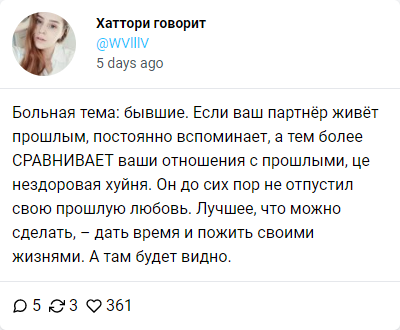 Хаттори говорит
@WVlllV
5 days ago
Больная тема: бывшие. Если ваш партнёр живёт
прошлым, постоянно вспоминает, а тем более
СРАВНИВАЕТ ваши отношения с прошлыми, це
нездоровая хуйня. Он до сих пор не отпустил
свою прошлую любовь. Лучшее, что можно
сделать, – дать время и пожить своими
жизнями. А там будет видно.
5 3 361